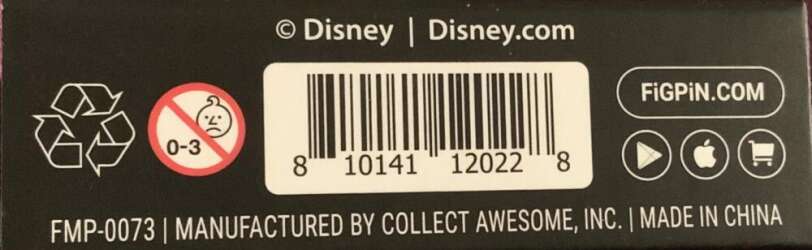 © Disney | Disney.com
0-3
8 10141 12022 8
FiGPiN.COM
FMP-0073 | MANUFACTURED BY COLLECT AWESOME, INC. | MADE IN CHINA